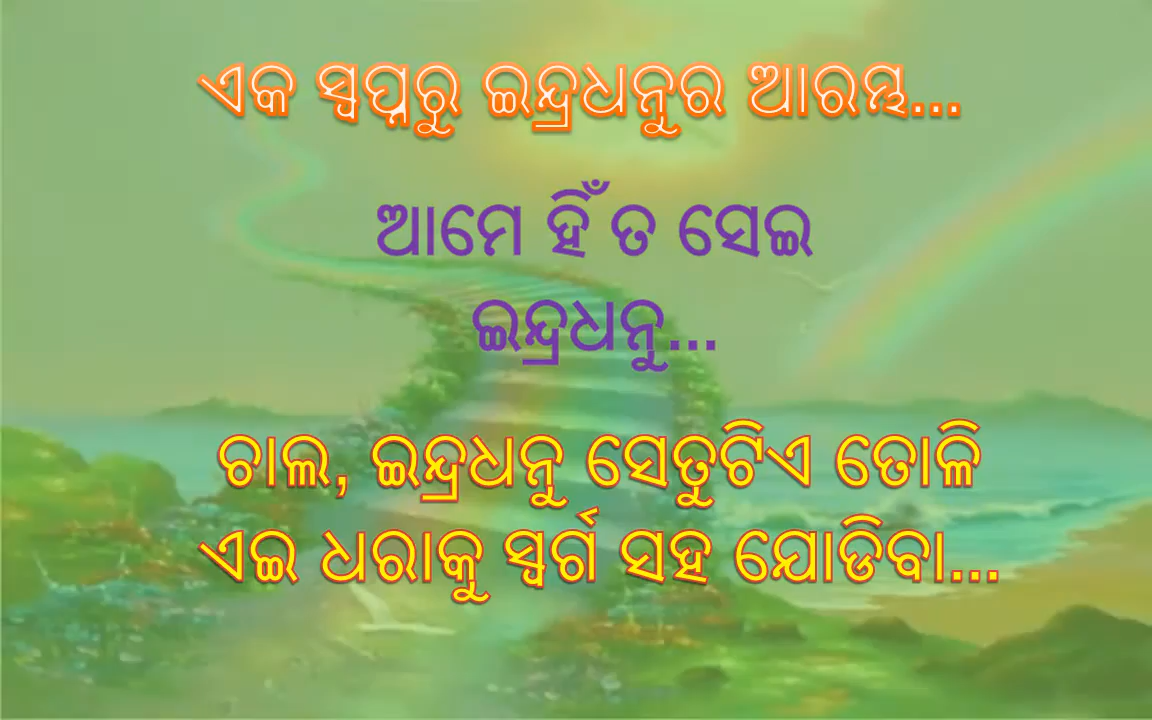 ଏକ ସ୍ୱପ୍ନରୁ ଇନ୍ଦ୍ରଧନୁର ଆରମ୍ଭ...
ଆମେ ହିଁ ତ ସେଇ
ଇନ୍ଦ୍ରଧନୁ...
ଚାଲ, ଇନ୍ଦ୍ରଧନୁ ସେତୁଟିଏ ତୋଳି
ଏଇ ଧରାକୁ ସ୍ୱର୍ଗ ସହ ଯୋଡିବା...